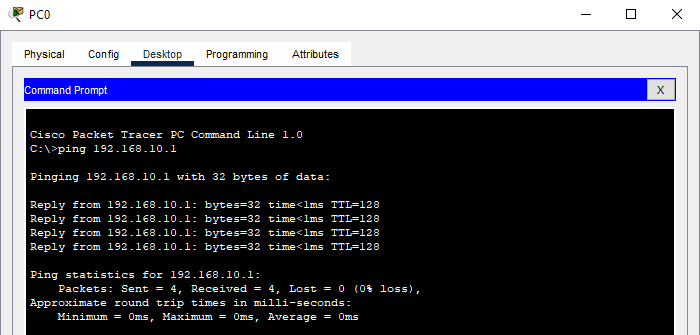 PC0
Physical Config Desktop Programming Attributes
Command Prompt
X
Cisco Packet Tracer PC Command Line 1.0
C:\>ping 192.168.10.1
Pinging 192.168.10.1 with 32 bytes of data:
Reply from 192.168.10.1: bytes=32 time<1ms TTL=128
Reply from 192.168.10.1: bytes=32 time<1ms TTL=128
Reply from 192.168.10.1: bytes=32 time<1ms TTL=128
Reply from 192.168.10.1: bytes=32 time<1ms TTL=128
Ping statistics for 192.168.10.1:
Packets: Sent = 4, Received = 4, Lost = 0 (0% loss),
Approximate round trip times in milli-seconds:
Minimum = 0ms, Maximum = 0ms, Average = 0ms